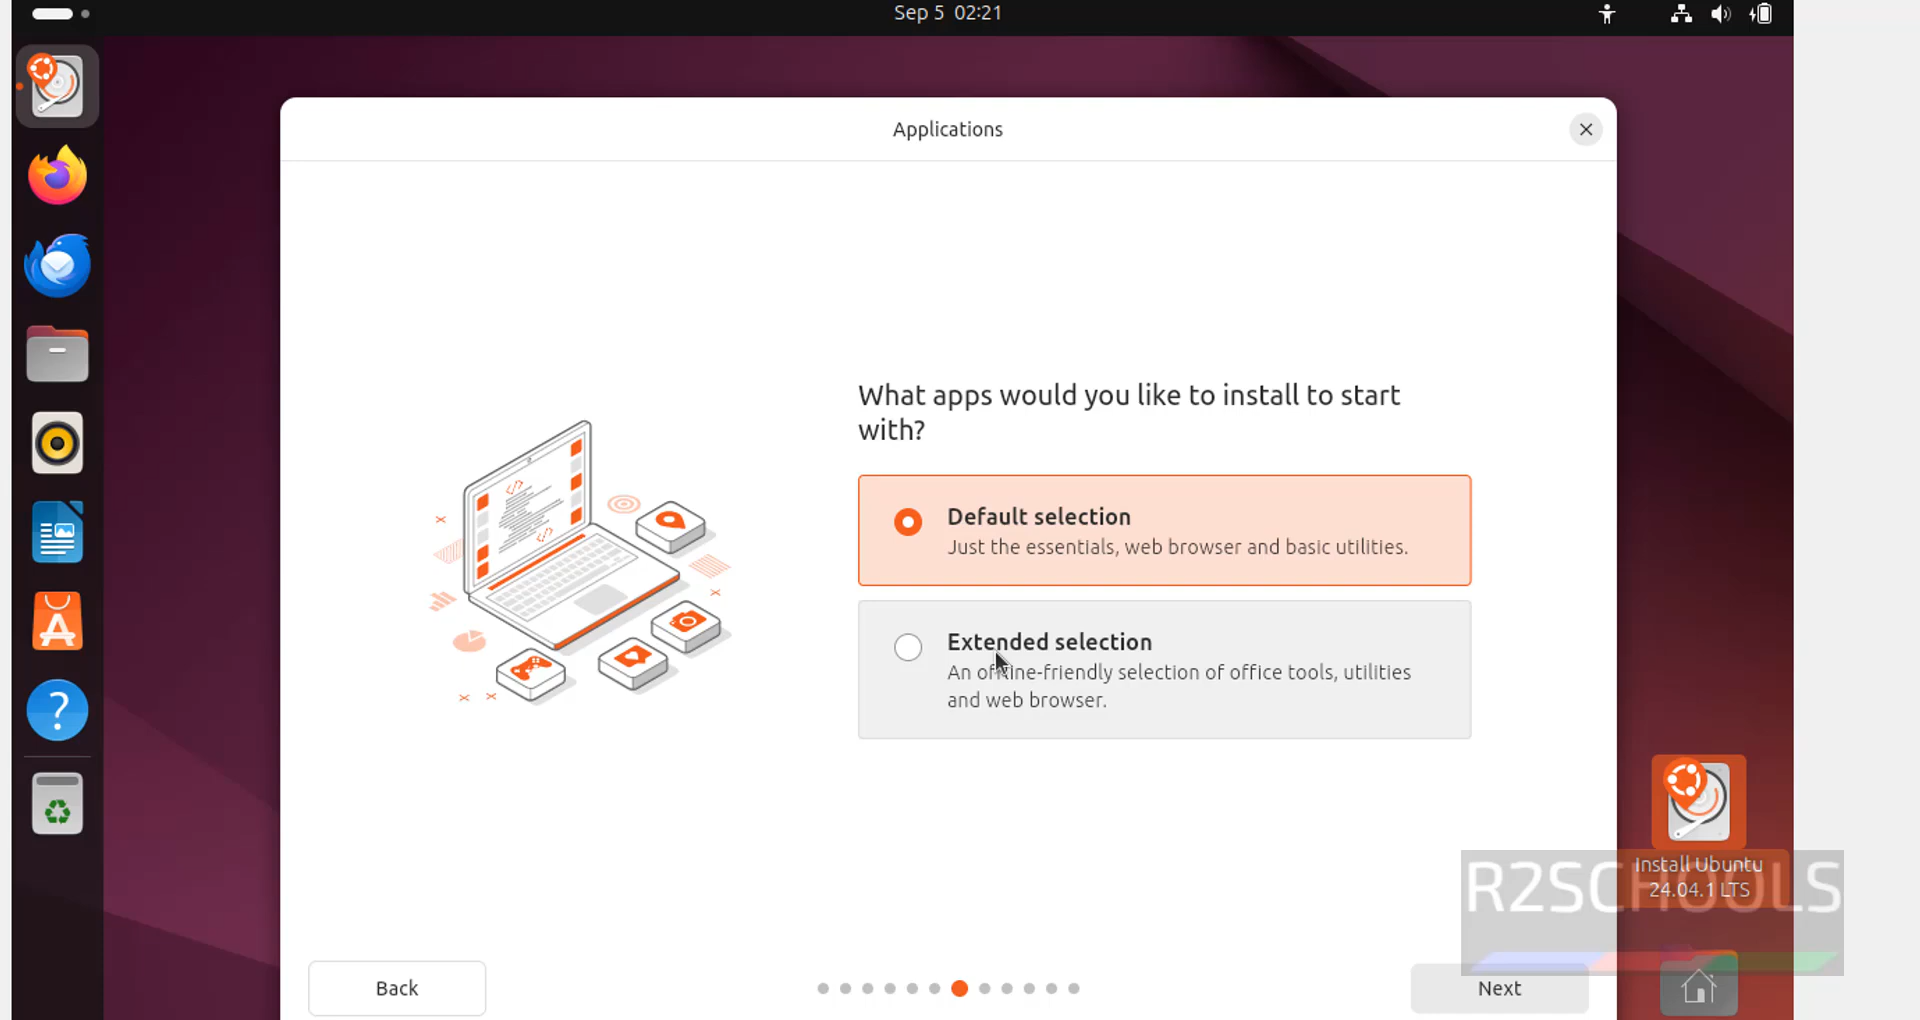 Sep 5 02:21
Applications
What apps would you like to install to start
with?
Default selection
Just the essentials, web browser and basic utilities.
Extended selection
An offline-friendly selection of office tools, utilities
and web browser.
Install Ubuntu
24.04.1 LTS
R2SCHOOLS
Back
Next